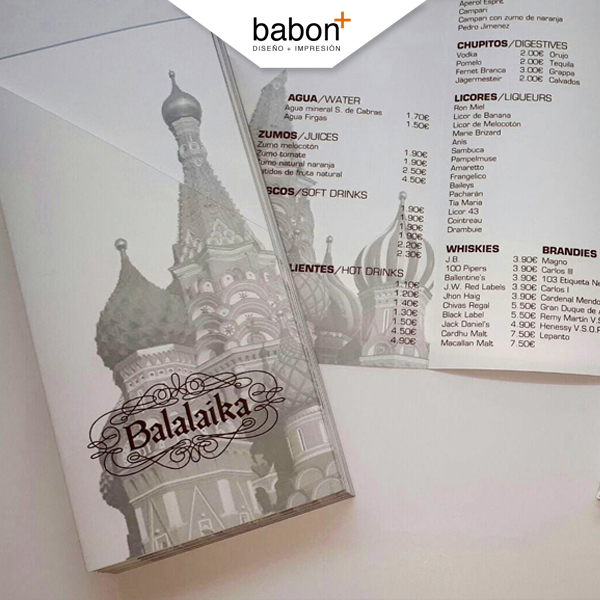 babon+
DISEÑO + IMPRESIÓN
Aperol Esprit
Campari
Campari con zumo de naranja
Pedro Jimenez
CHUPITOS/DIGESTIVES
Vodka 2.00€ Orujo
Pomelo 2.00€ Tequila
Fernet Branca 3.00€ Grappa
Jägermeister 2.00€ Calvados
AGUA/WATER
Agua mineral S. de Cabras 1.70€
Agua Firgas 1.50€
ZUMOS/JUICES
Zumo melocotón 1.90€
Zumo tomate 1.90€
Zumo natural naranja 2.50€
tidos de fruta natural 4.50€
SCOS/SOFT DRINKS
1.90€
1.90€
1.90€
1.90€
2.20€
2.30€
LIENTES/HOT DRINKS
1.10€
1.20€
1.40€
1.30€
1.50€
4.50€
4.90€
LICORES/LIQUEURS
Ron Miel
Licor de Banana
Licor de Melocotón
Marie Brizard
Anis
Sambuca
Pampelmuse
Amaretto
Frangelico
Baileys
Pacharán
Tia Maria
Licor 43
Cointreau
Drambuie
WHISKIES
J.B. 3.90€
100 Pipers 3.90€
Ballentine's 3.90€
J.W. Red Labels 3.90€
Jhon Haig 3.90€
Chivas Regal 5.50€
Black Label 5.50€
Jack Daniel's 4.90€
Cardhu Malt 7.50€
Macallan Malt 7.50€
BRANDIES
Magno
Carlos III
103 Etiqueta Ne
Carlos I
Cardenal Mendo
Gran Duque de A
Remy Martin V.S
Henessy V.S.O.P
Lepanto
Balalaika